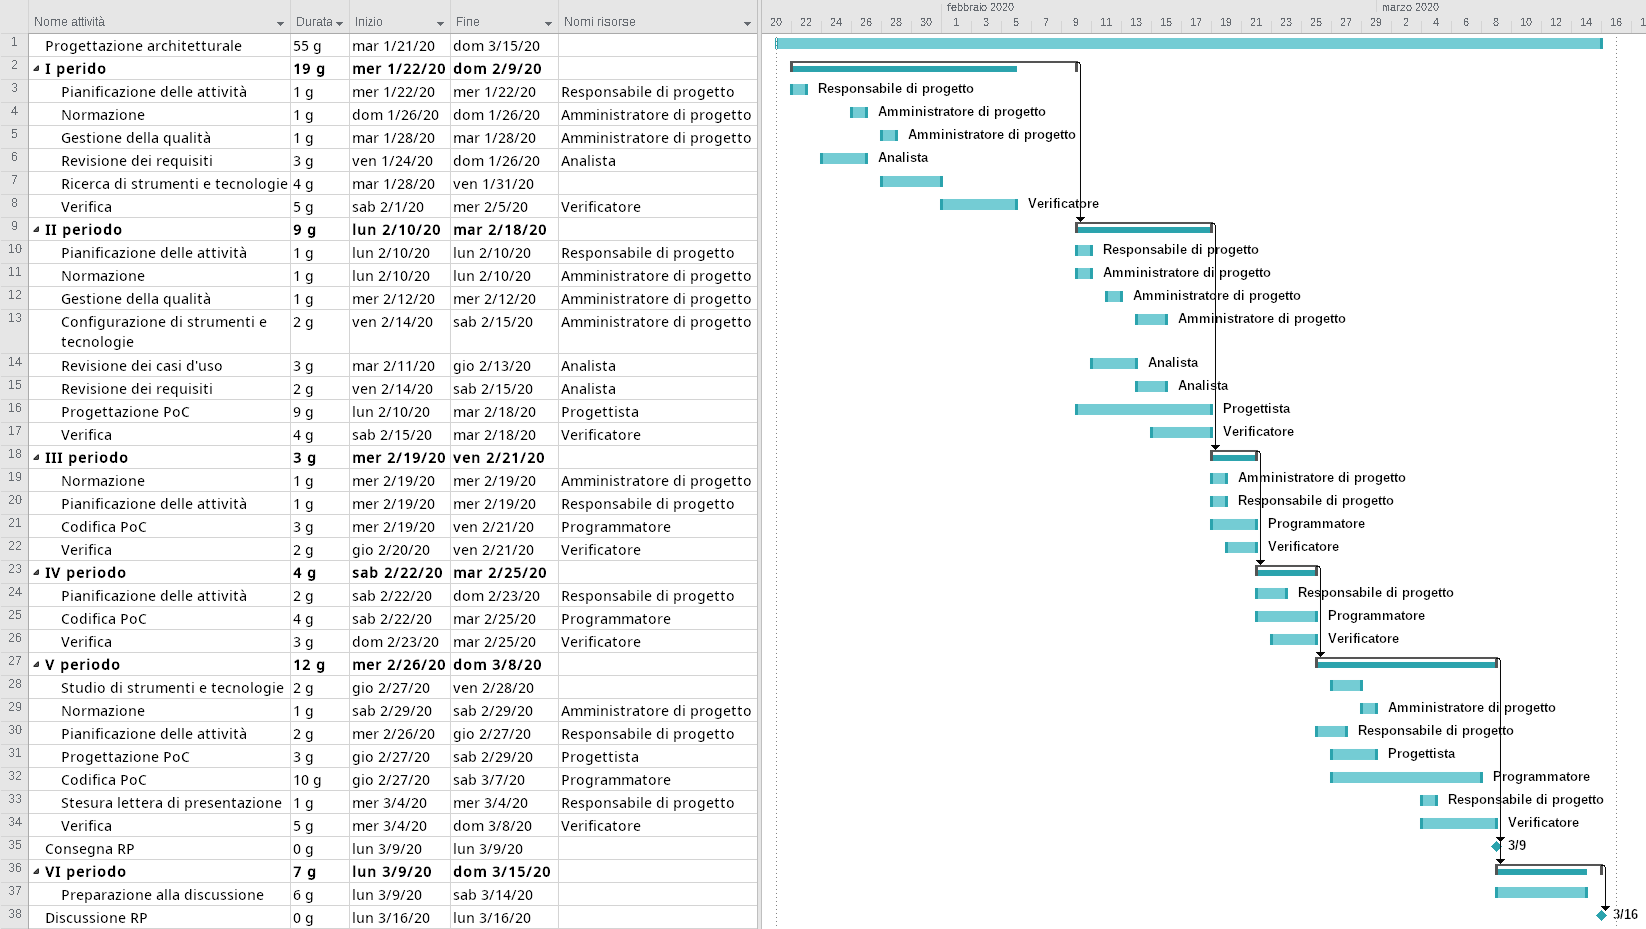 febbraio 2020 marzo 2020
Nome attività Durata Inizio Fine Nomi risorse 20 22 24 26 28 30 1 3 5 7 9 11 13 15 17 19 21 23 25 27 29 2 4 6 8 10 12 14 16 1
1 Progettazione architetturale 55 g mar 1/21/20 dom 3/15/20
2 I perido 19 g mer 1/22/20 dom 2/9/20
3 Pianificazione delle attività 1 g mer 1/22/20 mer 1/22/20 Responsabile di progetto Responsabile di progetto
4 Normazione 1 g dom 1/26/20 dom 1/26/20 Amministratore di progetto Amministratore di progetto
5 Gestione della qualità 1 g mar 1/28/20 mar 1/28/20 Amministratore di progetto Amministratore di progetto
6 Revisione dei requisiti 3 g ven 1/24/20 dom 1/26/20 Analista Analista
7 Ricerca di strumenti e tecnologie 4 g mar 1/28/20 ven 1/31/20
8 Verifica 5 g sab 2/1/20 mer 2/5/20 Verificatore Verificatore
9 II periodo 9 g lun 2/10/20 mar 2/18/20
10 Pianificazione delle attività 1 g lun 2/10/20 lun 2/10/20 Responsabile di progetto Responsabile di progetto
11 Normazione 1 g lun 2/10/20 lun 2/10/20 Amministratore di progetto Amministratore di progetto
12 Gestione della qualità 1 g mer 2/12/20 mer 2/12/20 Amministratore di progetto Amministratore di progetto
13 Configurazione di strumenti e 2 g ven 2/14/20 sab 2/15/20 Amministratore di progetto Amministratore di progetto
tecnologie
14 Revisione dei casi d'uso 3 g mar 2/11/20 gio 2/13/20 Analista Analista
15 Revisione dei requisiti 2 g ven 2/14/20 sab 2/15/20 Analista Analista
16 Progettazione PoC 9 g lun 2/10/20 mar 2/18/20 Progettista Progettista
17 Verifica 4 g sab 2/15/20 mar 2/18/20 Verificatore Verificatore
18 III periodo 3 g mer 2/19/20 ven 2/21/20
19 Normazione 1 g mer 2/19/20 mer 2/19/20 Amministratore di progetto Amministratore di progetto
20 Pianificazione delle attività 1 g mer 2/19/20 mer 2/19/20 Responsabile di progetto Responsabile di progetto
21 Codifica PoC 3 g mer 2/19/20 ven 2/21/20 Programmatore Programmatore
22 Verifica 2 g gio 2/20/20 ven 2/21/20 Verificatore Verificatore
23 IV periodo 4 g sab 2/22/20 mar 2/25/20
24 Pianificazione delle attività 2 g sab 2/22/20 dom 2/23/20 Responsabile di progetto Responsabile di progetto
25 Codifica PoC 4 g sab 2/22/20 mar 2/25/20 Programmatore Programmatore
26 Verifica 3 g dom 2/23/20 mar 2/25/20 Verificatore Verificatore
27 V periodo 12 g mer 2/26/20 dom 3/8/20
28 Studio di strumenti e tecnologie 2 g gio 2/27/20 ven 2/28/20
29 Normazione 1 g sab 2/29/20 sab 2/29/20 Amministratore di progetto Amministratore di progetto
30 Pianificazione delle attività 2 g mer 2/26/20 gio 2/27/20 Responsabile di progetto Responsabile di progetto
31 Progettazione PoC 3 g gio 2/27/20 sab 2/29/20 Progettista Progettista
32 Codifica PoC 10 g gio 2/27/20 sab 3/7/20 Programmatore Programmatore
33 Stesura lettera di presentazione 1 g mer 3/4/20 mer 3/4/20 Responsabile di progetto Responsabile di progetto
34 Verifica 5 g mer 3/4/20 dom 3/8/20 Verificatore Verificatore
35 Consegna RP 0 g lun 3/9/20 lun 3/9/20 3/9
36 VI periodo 7 g lun 3/9/20 dom 3/15/20
37 Preparazione alla discussione 6 g lun 3/9/20 sab 3/14/20
38 Discussione RP 0 g lun 3/16/20 lun 3/16/20 3/16